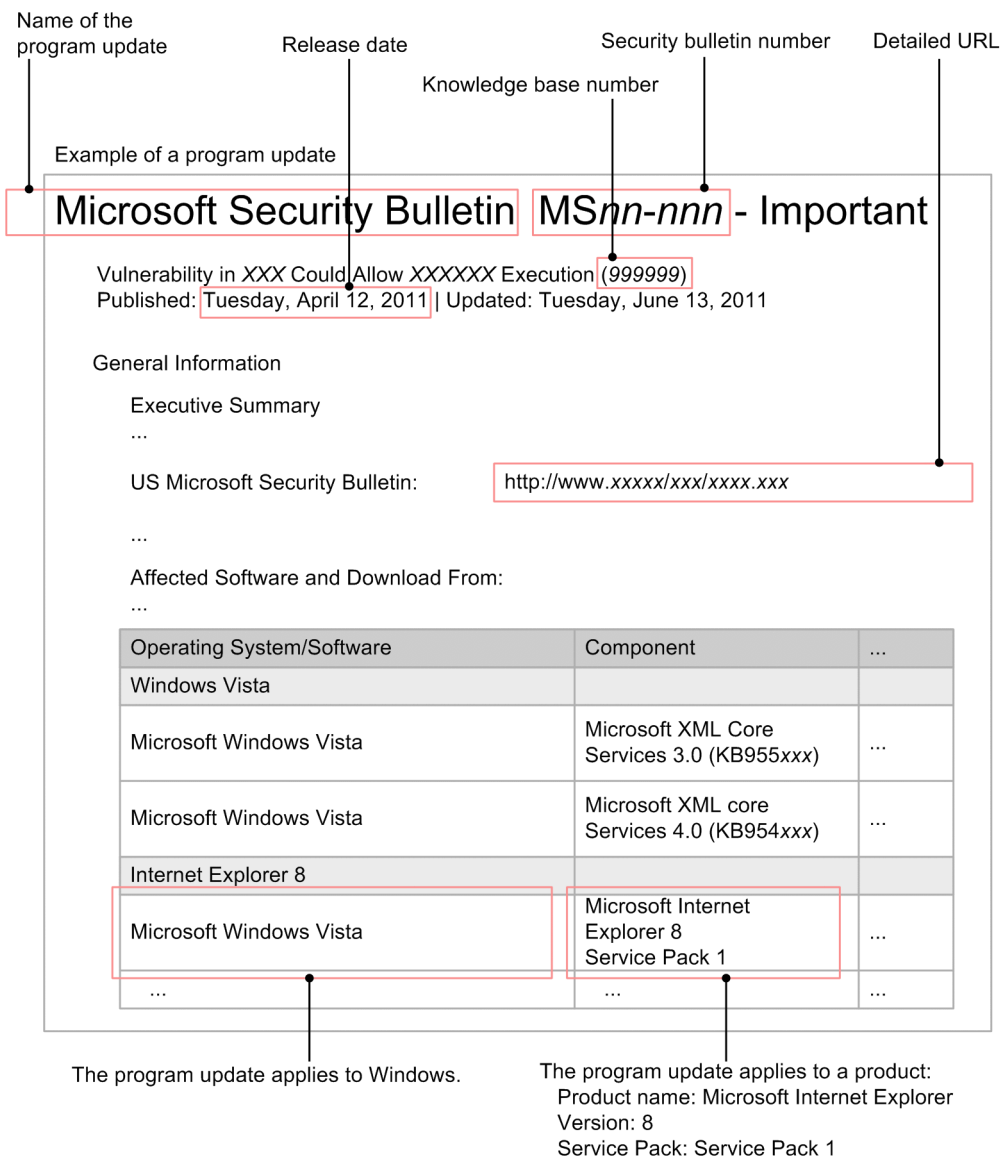 Name of the
program update
Release date
Security bulletin number
Detailed URL
Knowledge base number
Example of a program update
Microsoft Security Bulletin MSnn-nnn - Important
Vulnerability in XXX Could Allow XXXXXX Execution (999999)
Published: Tuesday, April 12, 2011 | Updated: Tuesday, June 13, 2011
General Information
Executive Summary
...
US Microsoft Security Bulletin: http://www.xxxxx/xxx/xxxx.xxx
...
Affected Software and Download From:
...
Operating System/Software Component ...
Windows Vista
Microsoft Windows Vista
Microsoft XML Core
Services 3.0 (KB955xxx)
...
Microsoft Windows Vista
Microsoft XML core
Services 4.0 (KB954xxx)
...
Internet Explorer 8
Microsoft Windows Vista
Microsoft Internet
Explorer 8
Service Pack 1
...
... ... ...
The program update applies to Windows.
The program update applies to a product:
Product name: Microsoft Internet Explorer
Version: 8
Service Pack: Service Pack 1